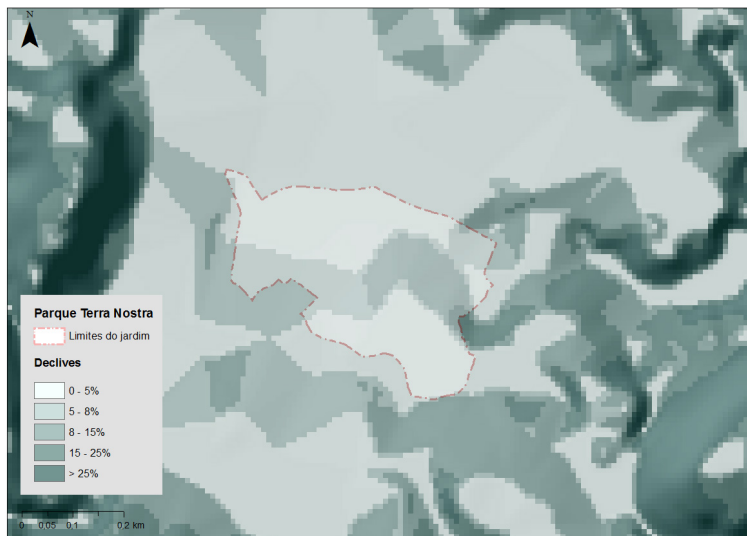 N
Parque Terra Nostra
Limites do jardim
Declives
0 - 5%
5 - 8%
8 - 15%
15 - 25%
> 25%
0 0.05 0.1 0.2 km